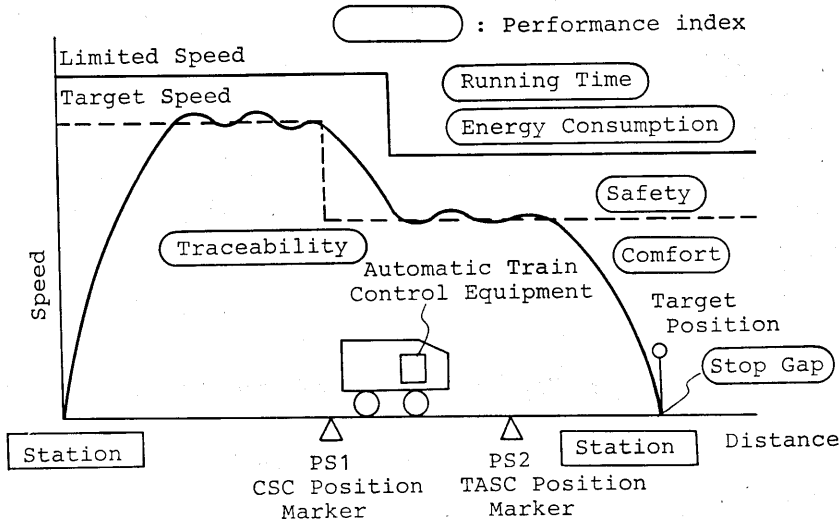 : Performance index
Limited Speed
Running Time
Target Speed
Energy Consumption
Safety
Traceability
Comfort
Automatic Train
Control Equipment
Speed
Target
Position
Stop Gap
Station
PS1
CSC Position
Marker
PS2
TASC Position
Marker
Station
Distance